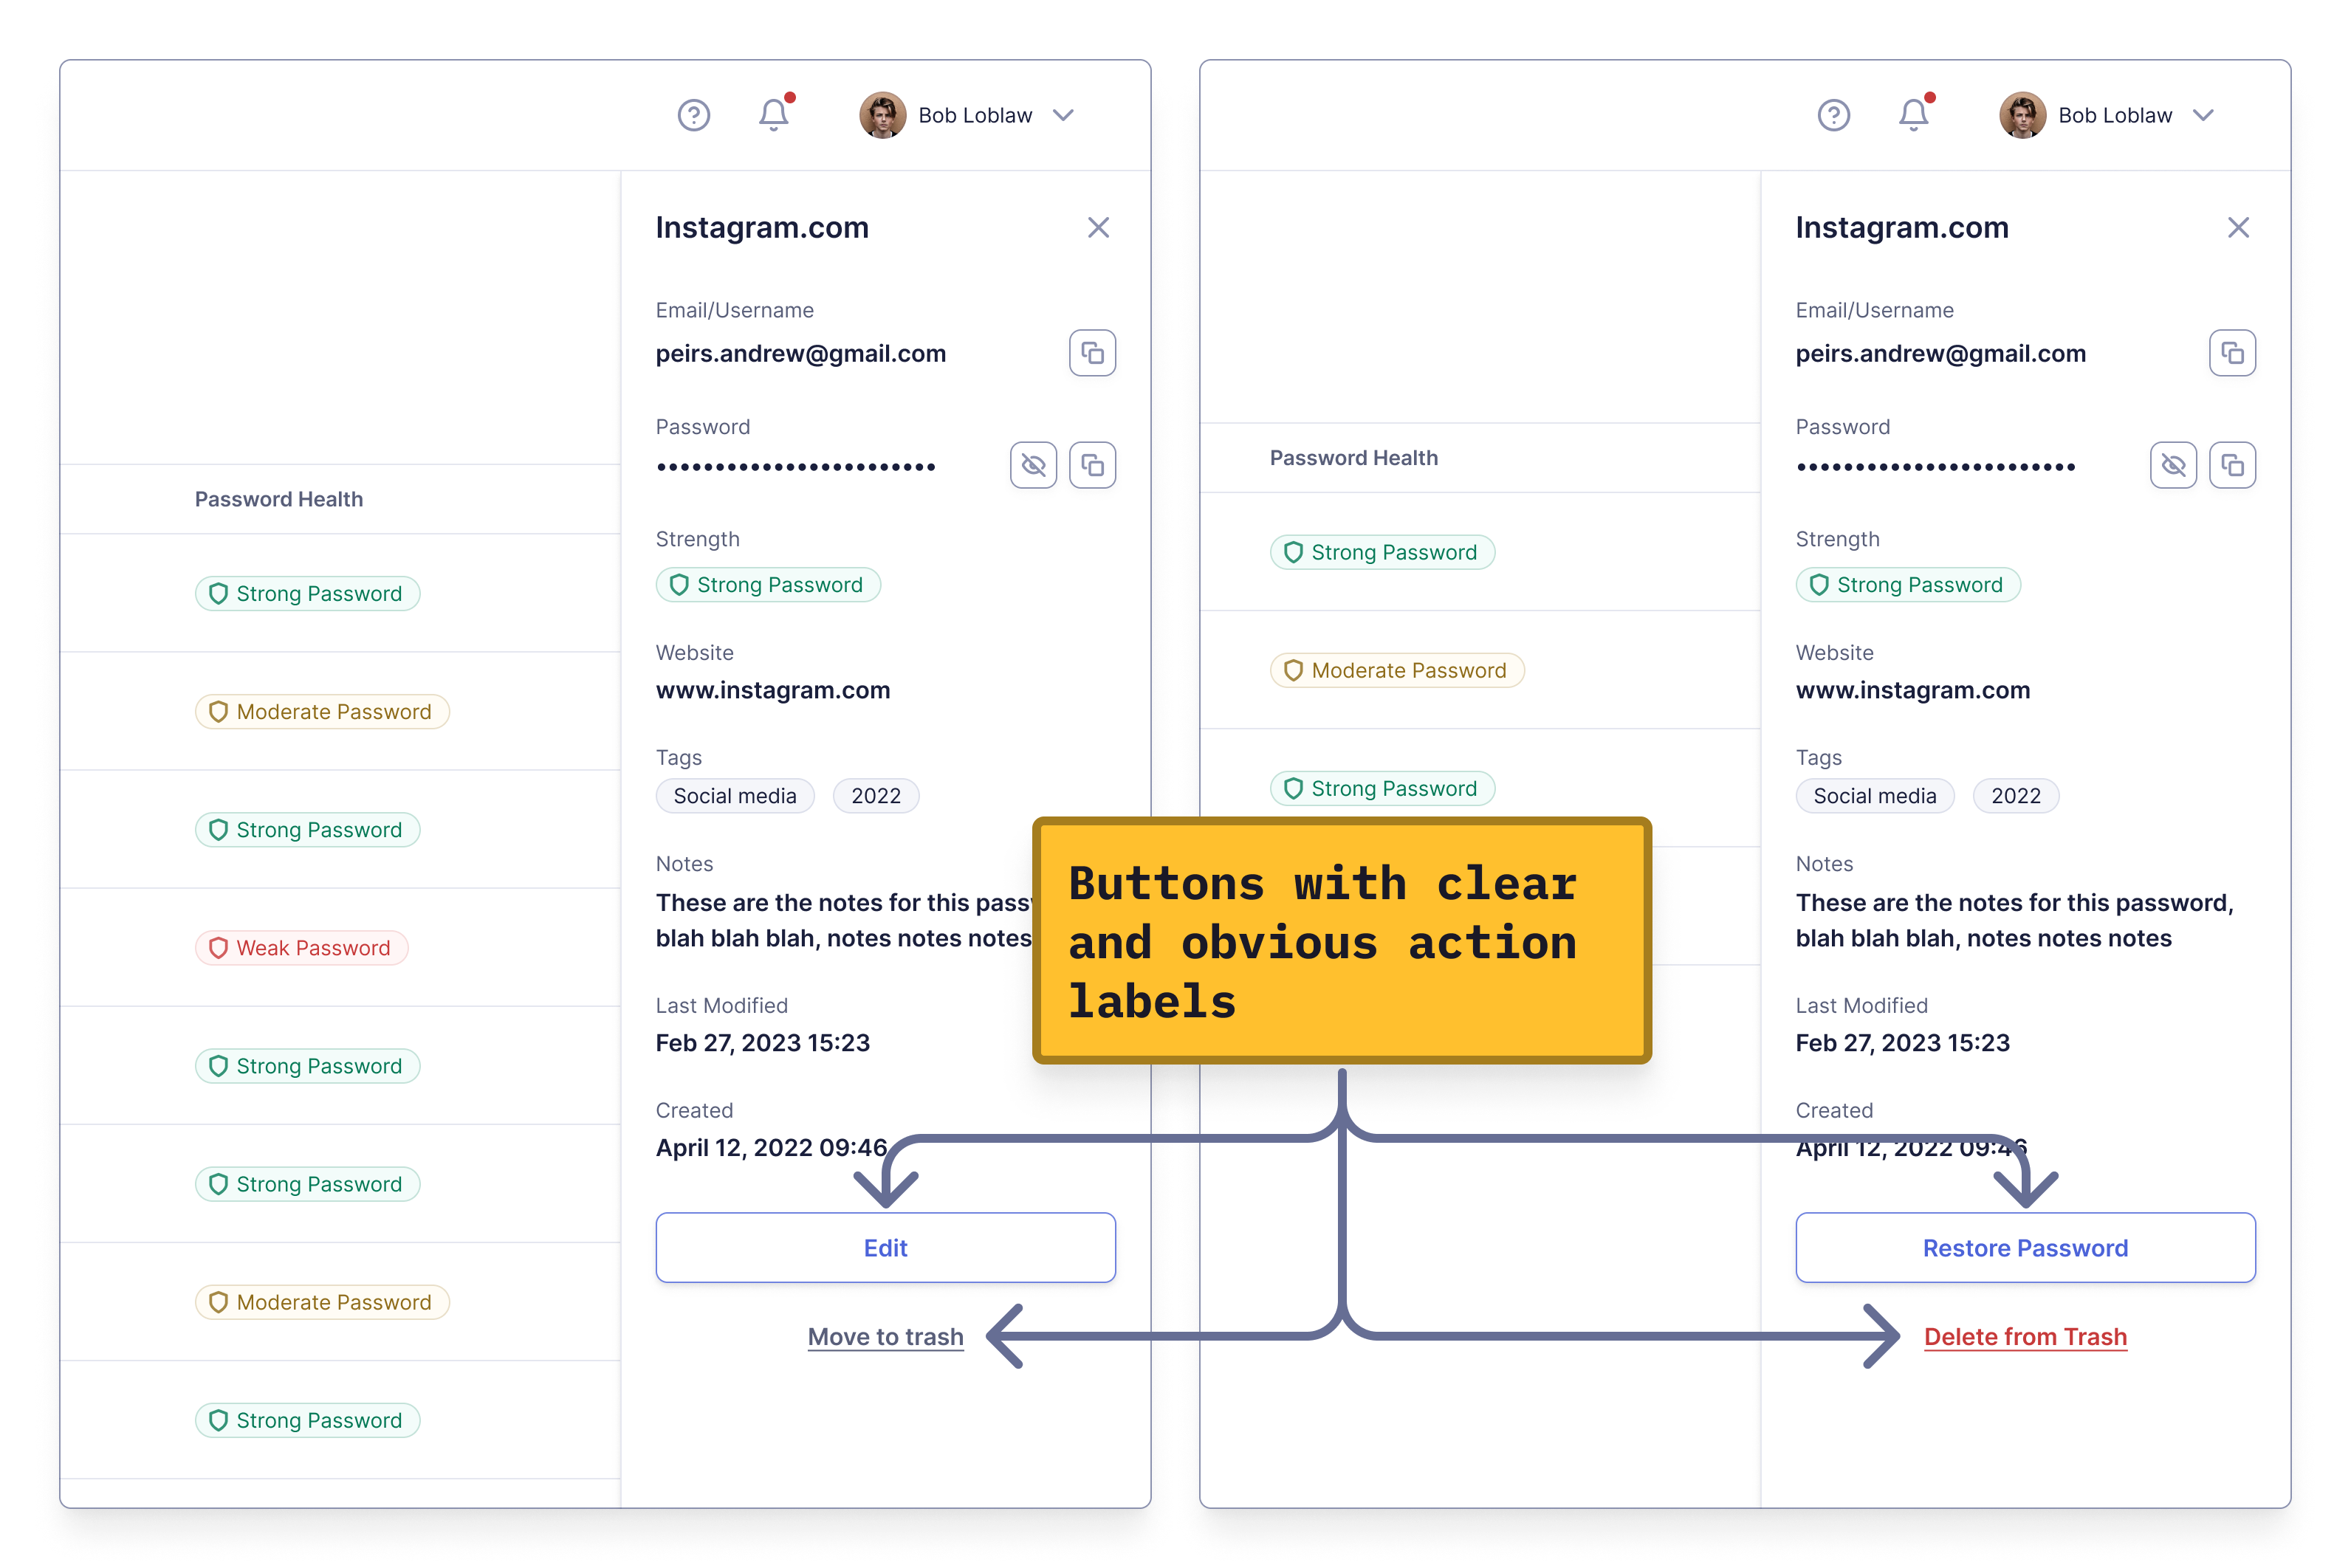 Bob Loblaw
Password Health
Strong Password
Moderate Password
Strong Password
Weak Password
Strong Password
Strong Password
Moderate Password
Strong Password
Instagram.com
Email/Username
peirs.andrew@gmail.com
Password
Strength
Strong Password
Website
www.instagram.com
Tags
Social media
2022
Notes
These are the notes for this
blah blah blah, notes notes notes
Last Modified
Feb 27, 2023 15:23
Created
April 12, 2022 09:46
Edit
Move to trash
Buttons with clear
and obvious action
labels
Bob Loblaw
Password Health
Strong Password
Moderate Password
Strong Password
Instagram.com
Email/Username
peirs.andrew@gmail.com
Password
Strength
Strong Password
Website
www.instagram.com
Tags
Social media
2022
Notes
These are the notes for this password,
blah blah blah, notes notes notes
Last Modified
Feb 27, 2023 15:23
Created
April 12, 2022 09:46
Restore Password
Delete from Trash